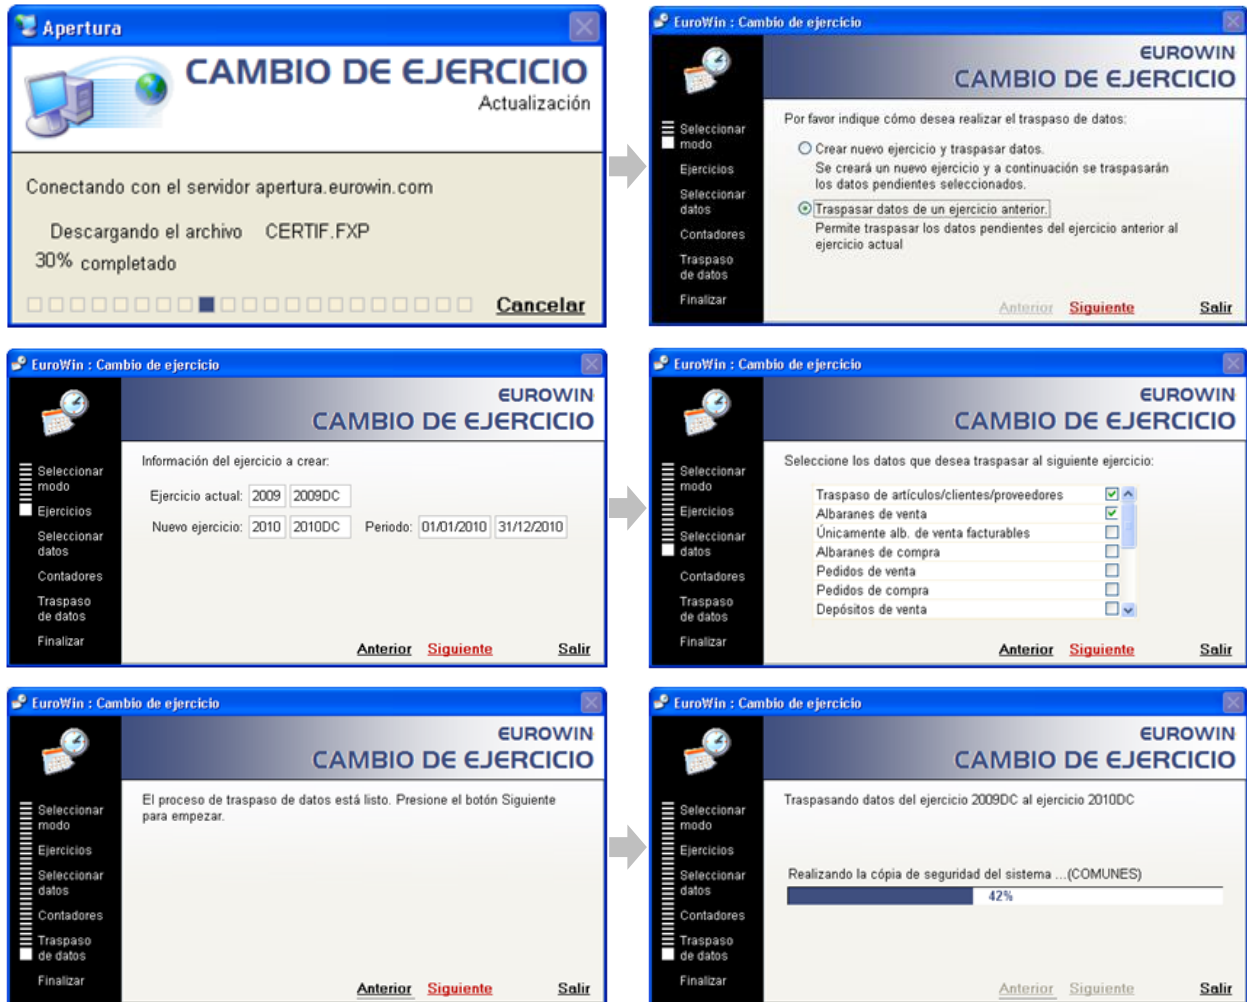 Apertura
CAMBIO DE EJERCICIO
Actualización
Conectando con el servidor apertura.eurowin.com
Descargando el archivo CERTIF.FXP
30% completado
Cancelar
EuroWin : Cambio de ejercicio
EUROWIN
CAMBIO DE EJERCICIO
Seleccionar
modo
Ejercicios
Seleccionar
datos
Contadores
Traspaso
de datos
Finalizar
Por favor indique cómo desea realizar el traspaso de datos:
Crear nuevo ejercicio y traspasar datos.
Se creará un nuevo ejercicio y a continuación se traspasarán
los datos pendientes seleccionados.
Traspasar datos de un ejercicio anterior.
Permite traspasar los datos pendientes del ejercicio anterior al
ejercicio actual
Anterior Siguiente Salir
EuroWin : Cambio de ejercicio
EUROWIN
CAMBIO DE EJERCICIO
Seleccionar
modo
Ejercicios
Seleccionar
datos
Contadores
Traspaso
de datos
Finalizar
Información del ejercicio a crear:
Ejercicio actual: 2009 2009DC
Nuevo ejercicio: 2010 2010DC Periodo: 01/01/2010 31/12/2010
Anterior Siguiente Salir
EuroWin : Cambio de ejercicio
EUROWIN
CAMBIO DE EJERCICIO
Seleccionar
modo
Ejercicios
Seleccionar
datos
Contadores
Traspaso
de datos
Finalizar
Seleccione los datos que desea traspasar al siguiente ejercicio:
Traspaso de artículos/clientes/proveedores
Albaranes de venta
Únicamente alb. de venta facturables
Albaranes de compra
Pedidos de venta
Pedidos de compra
Depósitos de venta
Anterior Siguiente Salir
EuroWin : Cambio de ejercicio
EUROWIN
CAMBIO DE EJERCICIO
Seleccionar
modo
Ejercicios
Seleccionar
datos
Contadores
Traspaso
de datos
Finalizar
El proceso de traspaso de datos está listo. Presione el botón Siguiente
para empezar.
Anterior Siguiente Salir
EuroWin : Cambio de ejercicio
EUROWIN
CAMBIO DE EJERCICIO
Seleccionar
modo
Ejercicios
Seleccionar
datos
Contadores
Traspaso
de datos
Finalizar
Traspasando datos del ejercicio 2009DC al ejercicio 2010DC
Realizando la cópia de seguridad del sistema ...(COMUNES)
42%
Anterior Siguiente Salir